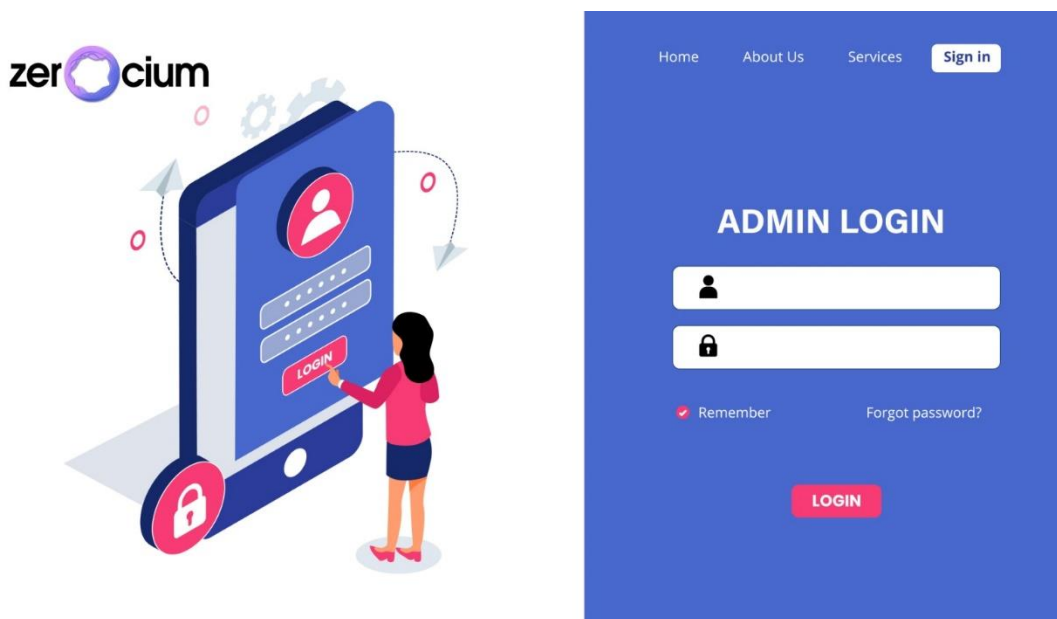 zerocium
Home About Us Services Sign in
LOGIN
ADMIN LOGIN
Remember Forgot password?
LOGIN